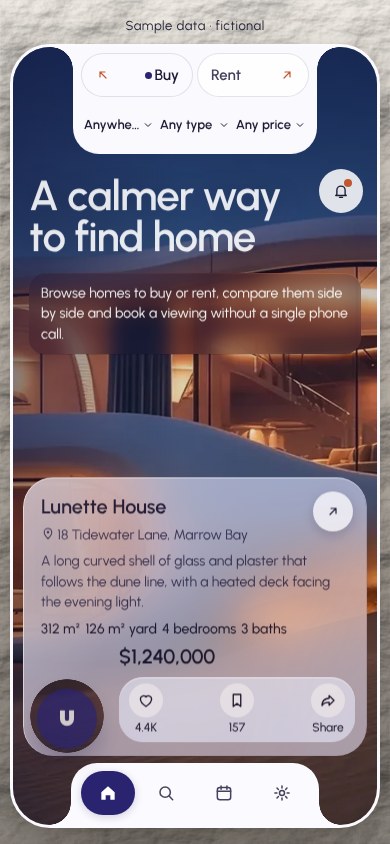 Sample data · fictional
Buy
Rent
Anywhe...
Any type
Any price
A calmer way
to find home
Browse homes to buy or rent, compare them side
by side and book a viewing without a single phone
call.
Lunette House
18 Tidewater Lane, Marrow Bay
A long curved shell of glass and plaster that
follows the dune line, with a heated deck facing
the evening light.
312 m² 126 m² yard 4 bedrooms 3 baths
$1,240,000
U
4.4K
157
Share